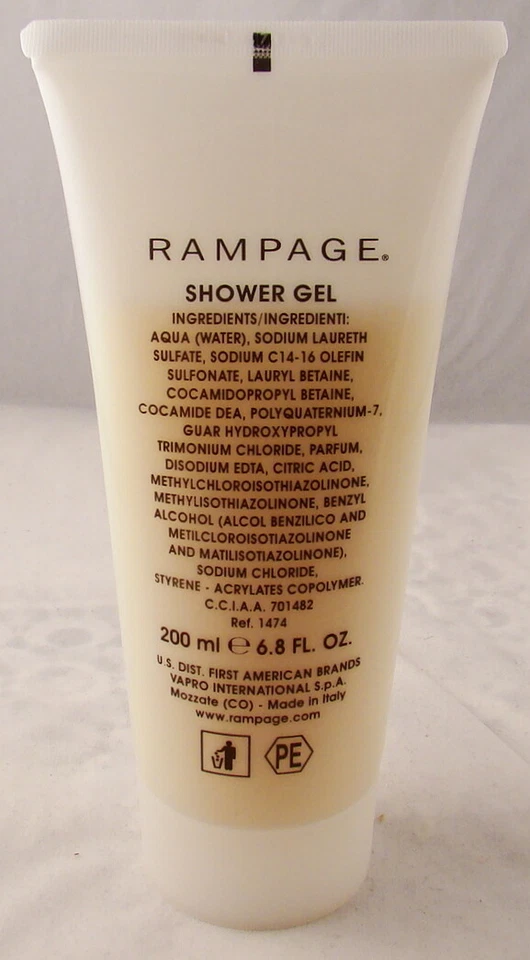 RAMPAGE®
SHOWER GEL
INGREDIENTS/INGREDIENTI:
AQUA (WATER), SODIUM LAURETH
SULFATE, SODIUM C14-16 OLEFIN
SULFONATE, LAURYL BETAINE,
COCAMIDOPROPYL BETAINE,
COCAMIDE DEA, POLYQUATERNIUM-7,
GUAR HYDROXYPROPYL
TRIMONIUM CHLORIDE, PARFUM,
DISODIUM EDTA, CITRIC ACID,
METHYLCHLOROISOTHIAZOLINONE,
METHYLISOTHIAZOLINONE, BENZYL
ALCOHOL (ALCOL BENZILICO AND
METILCLOROISOTIAZOLINONE
AND MATILISOTIAZOLINONE),
SODIUM CHLORIDE,
STYRENE - ACRYLATES COPOLYMER.
C.C.I.A.A. 701482
Ref. 1474
200 ml ℮ 6.8 FL. OZ.
U.S. DIST. FIRST AMERICAN BRANDS
VAPRO INTERNATIONAL S.p.A.
Mozzate (CO) - Made in Italy
www.rampage.com
PE